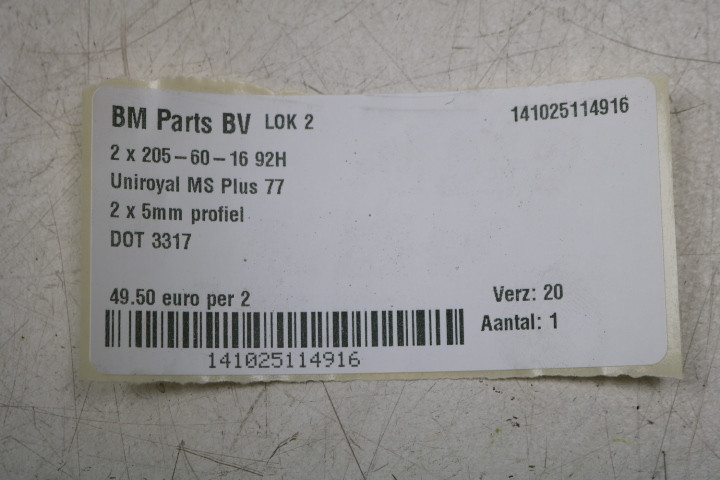 BM Parts BV LOK 2 141025114916
2 x 205-60-16 92H
Uniroyal MS Plus 77
2 x 5mm profiel
DOT 3317
49.50 euro per 2 Verz: 20
Aantal: 1
141025114916